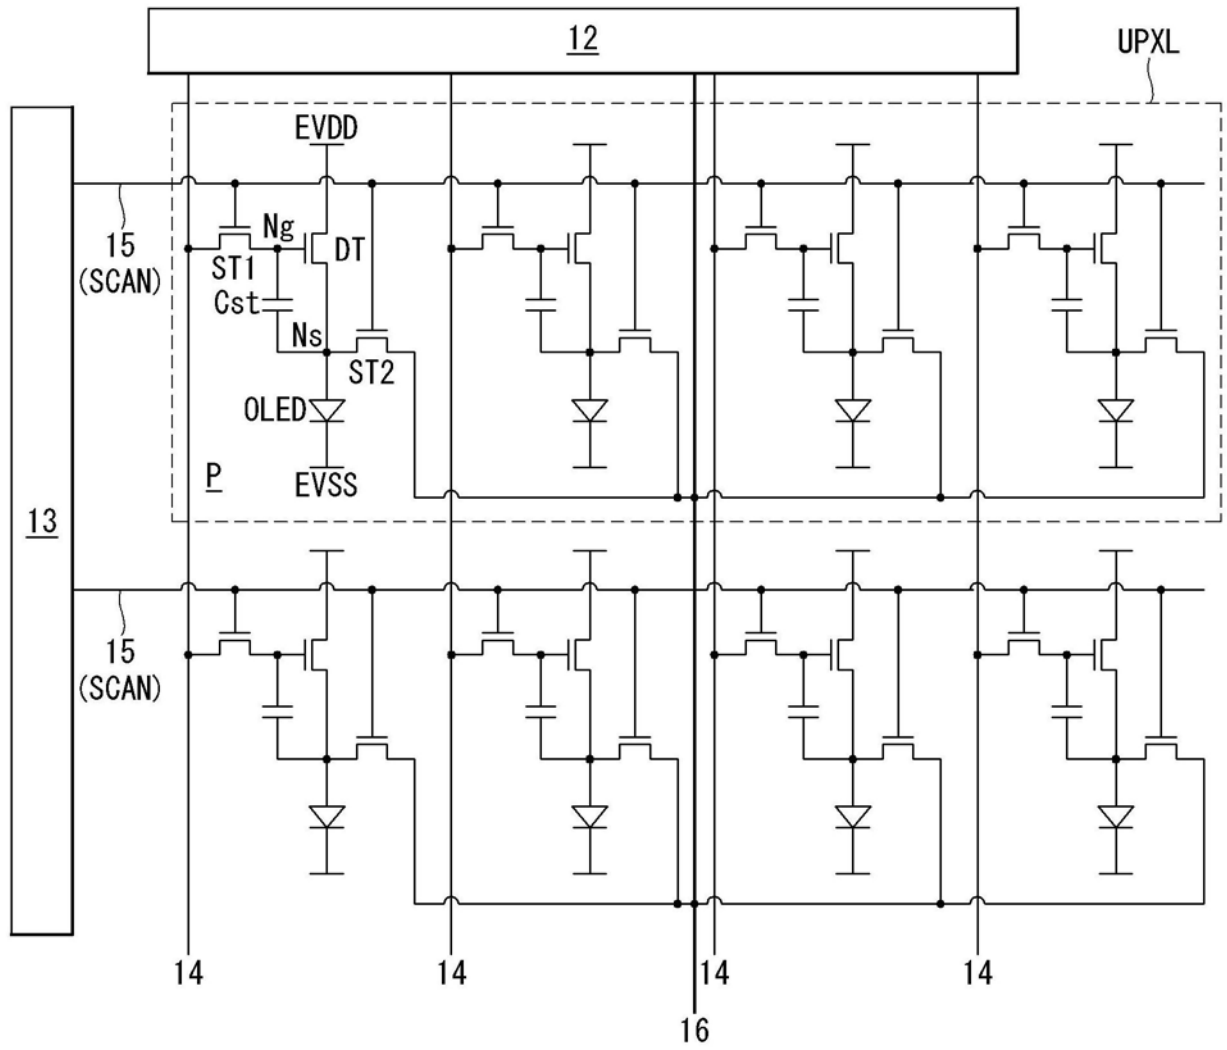 12
UPXL
EVDD
15
(SCAN)
Ng
DT
ST1
Cst
Ns
ST2
OLED
P
EVSS
13
15
(SCAN)
14 14 14 14
16